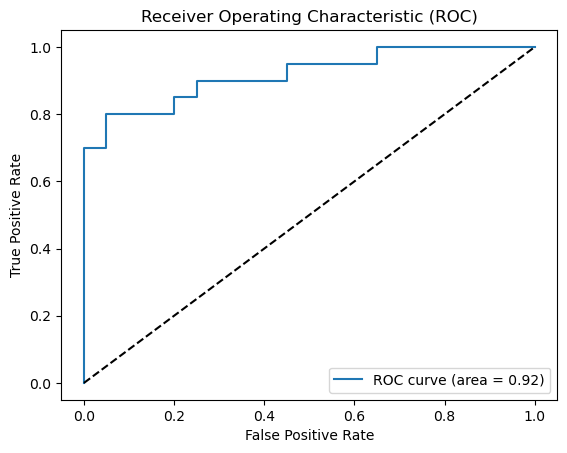 Receiver Operating Characteristic (ROC)
True Positive Rate
1.0
0.8
0.6
0.4
0.2
0.0
ROC curve (area = 0.92)
0.0 0.2 0.4 0.6 0.8 1.0
False Positive Rate